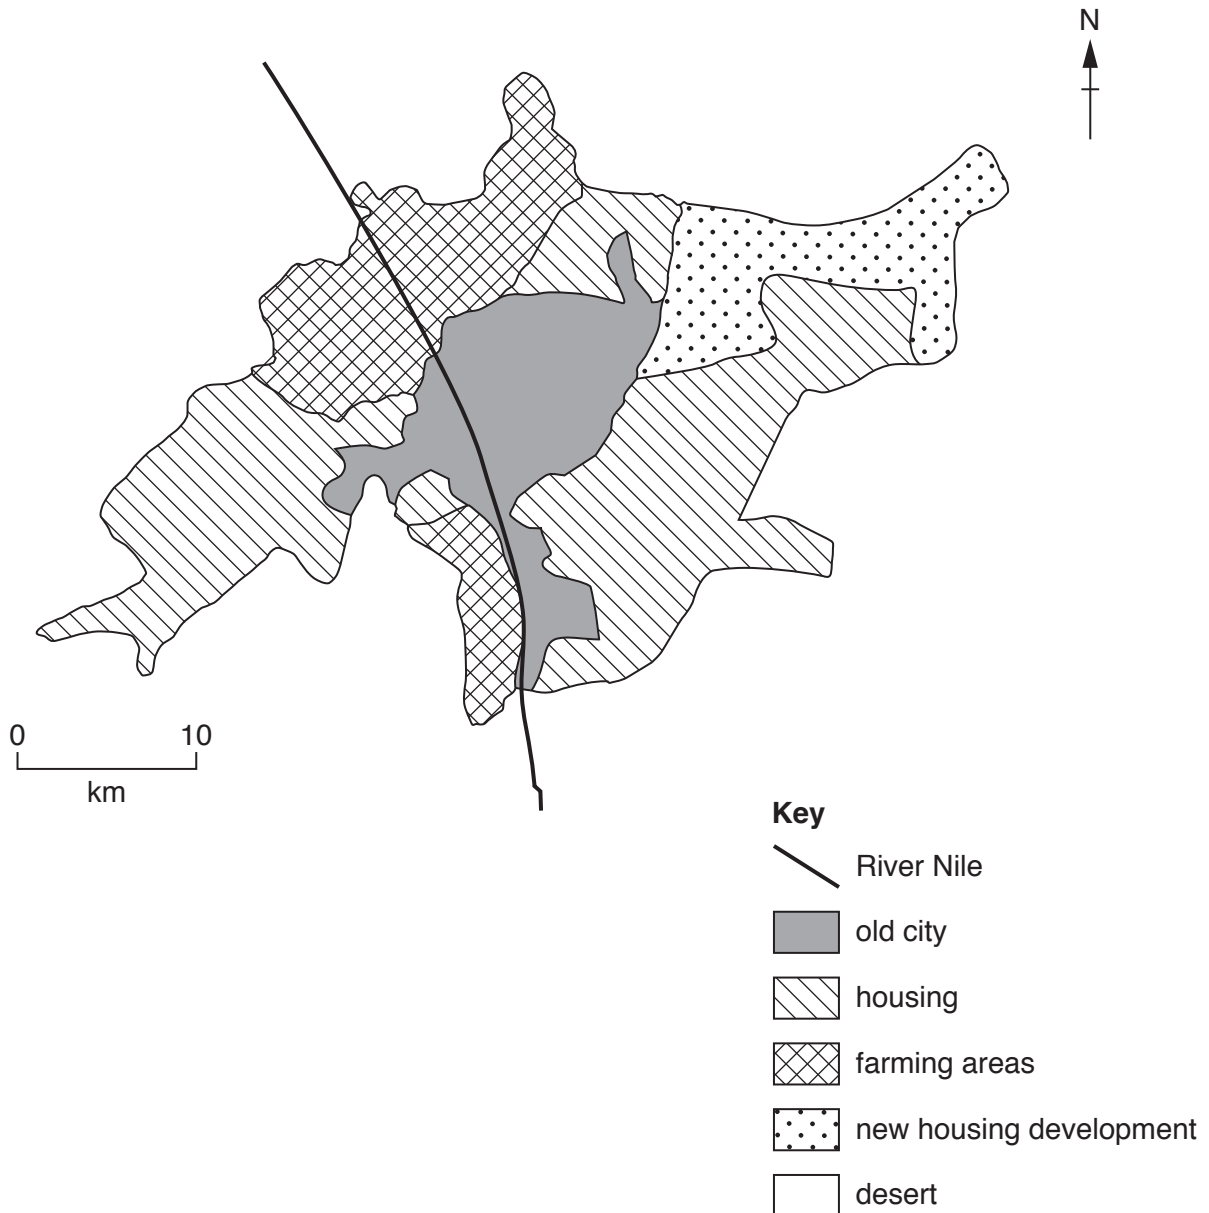 N
0 10
km
Key
River Nile
old city
housing
farming areas
new housing development
desert